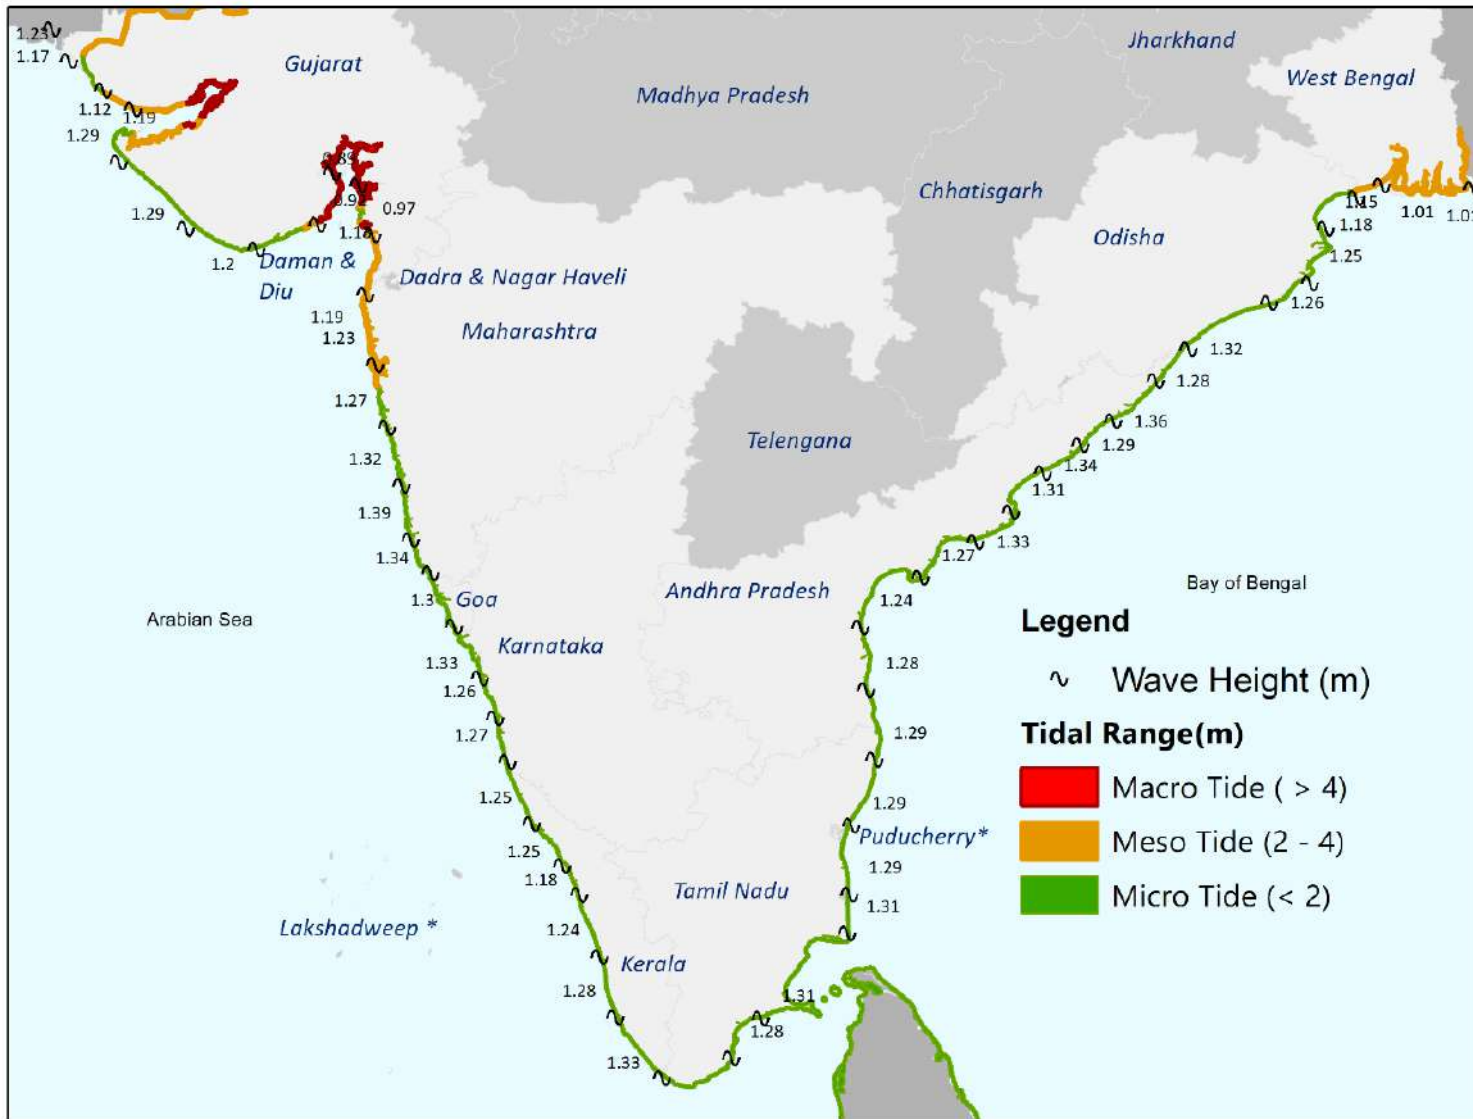 1.23
1.17
Gujarat
Madhya Pradesh
Jharkhand
West Bengal
1.12
1.19
1.29
0.89
0.92
0.97
Chhatisgarh
1.15
1.01
1.18
1.29
1.18
1.2
Daman &
Diu
Dadra & Nagar Haveli
Odisha
1.25
1.26
1.19
1.23
Maharashtra
1.32
1.28
1.27
1.36
1.32
Telengana
1.29
1.34
1.31
1.39
1.33
1.34
1.27
1.3
Goa
Andhra Pradesh
1.24
Bay of Bengal
Arabian Sea
Karnataka
1.33
1.26
1.28
1.27
1.29
1.25
1.29
1.25
1.18
Puducherry*
1.29
Tamil Nadu
1.31
Lakshadweep *
1.24
Kerala
1.28
1.31
1.28
1.33
Legend
Wave Height (m)
Tidal Range(m)
Macro Tide ( > 4)
Meso Tide (2 - 4)
Micro Tide (< 2)